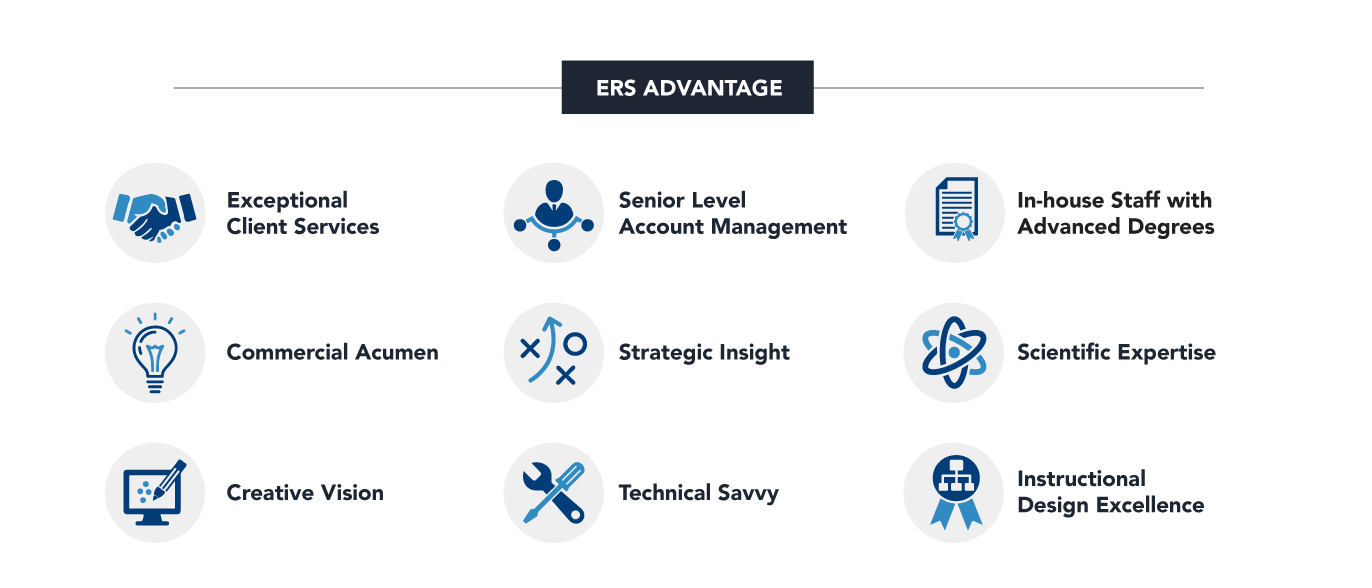 ERS ADVANTAGE
Exceptional
Client Services
Senior Level
Account Management
In-house Staff with
Advanced Degrees
Commercial Acumen
Strategic Insight
Scientific Expertise
Creative Vision
Technical Savvy
Instructional
Design Excellence